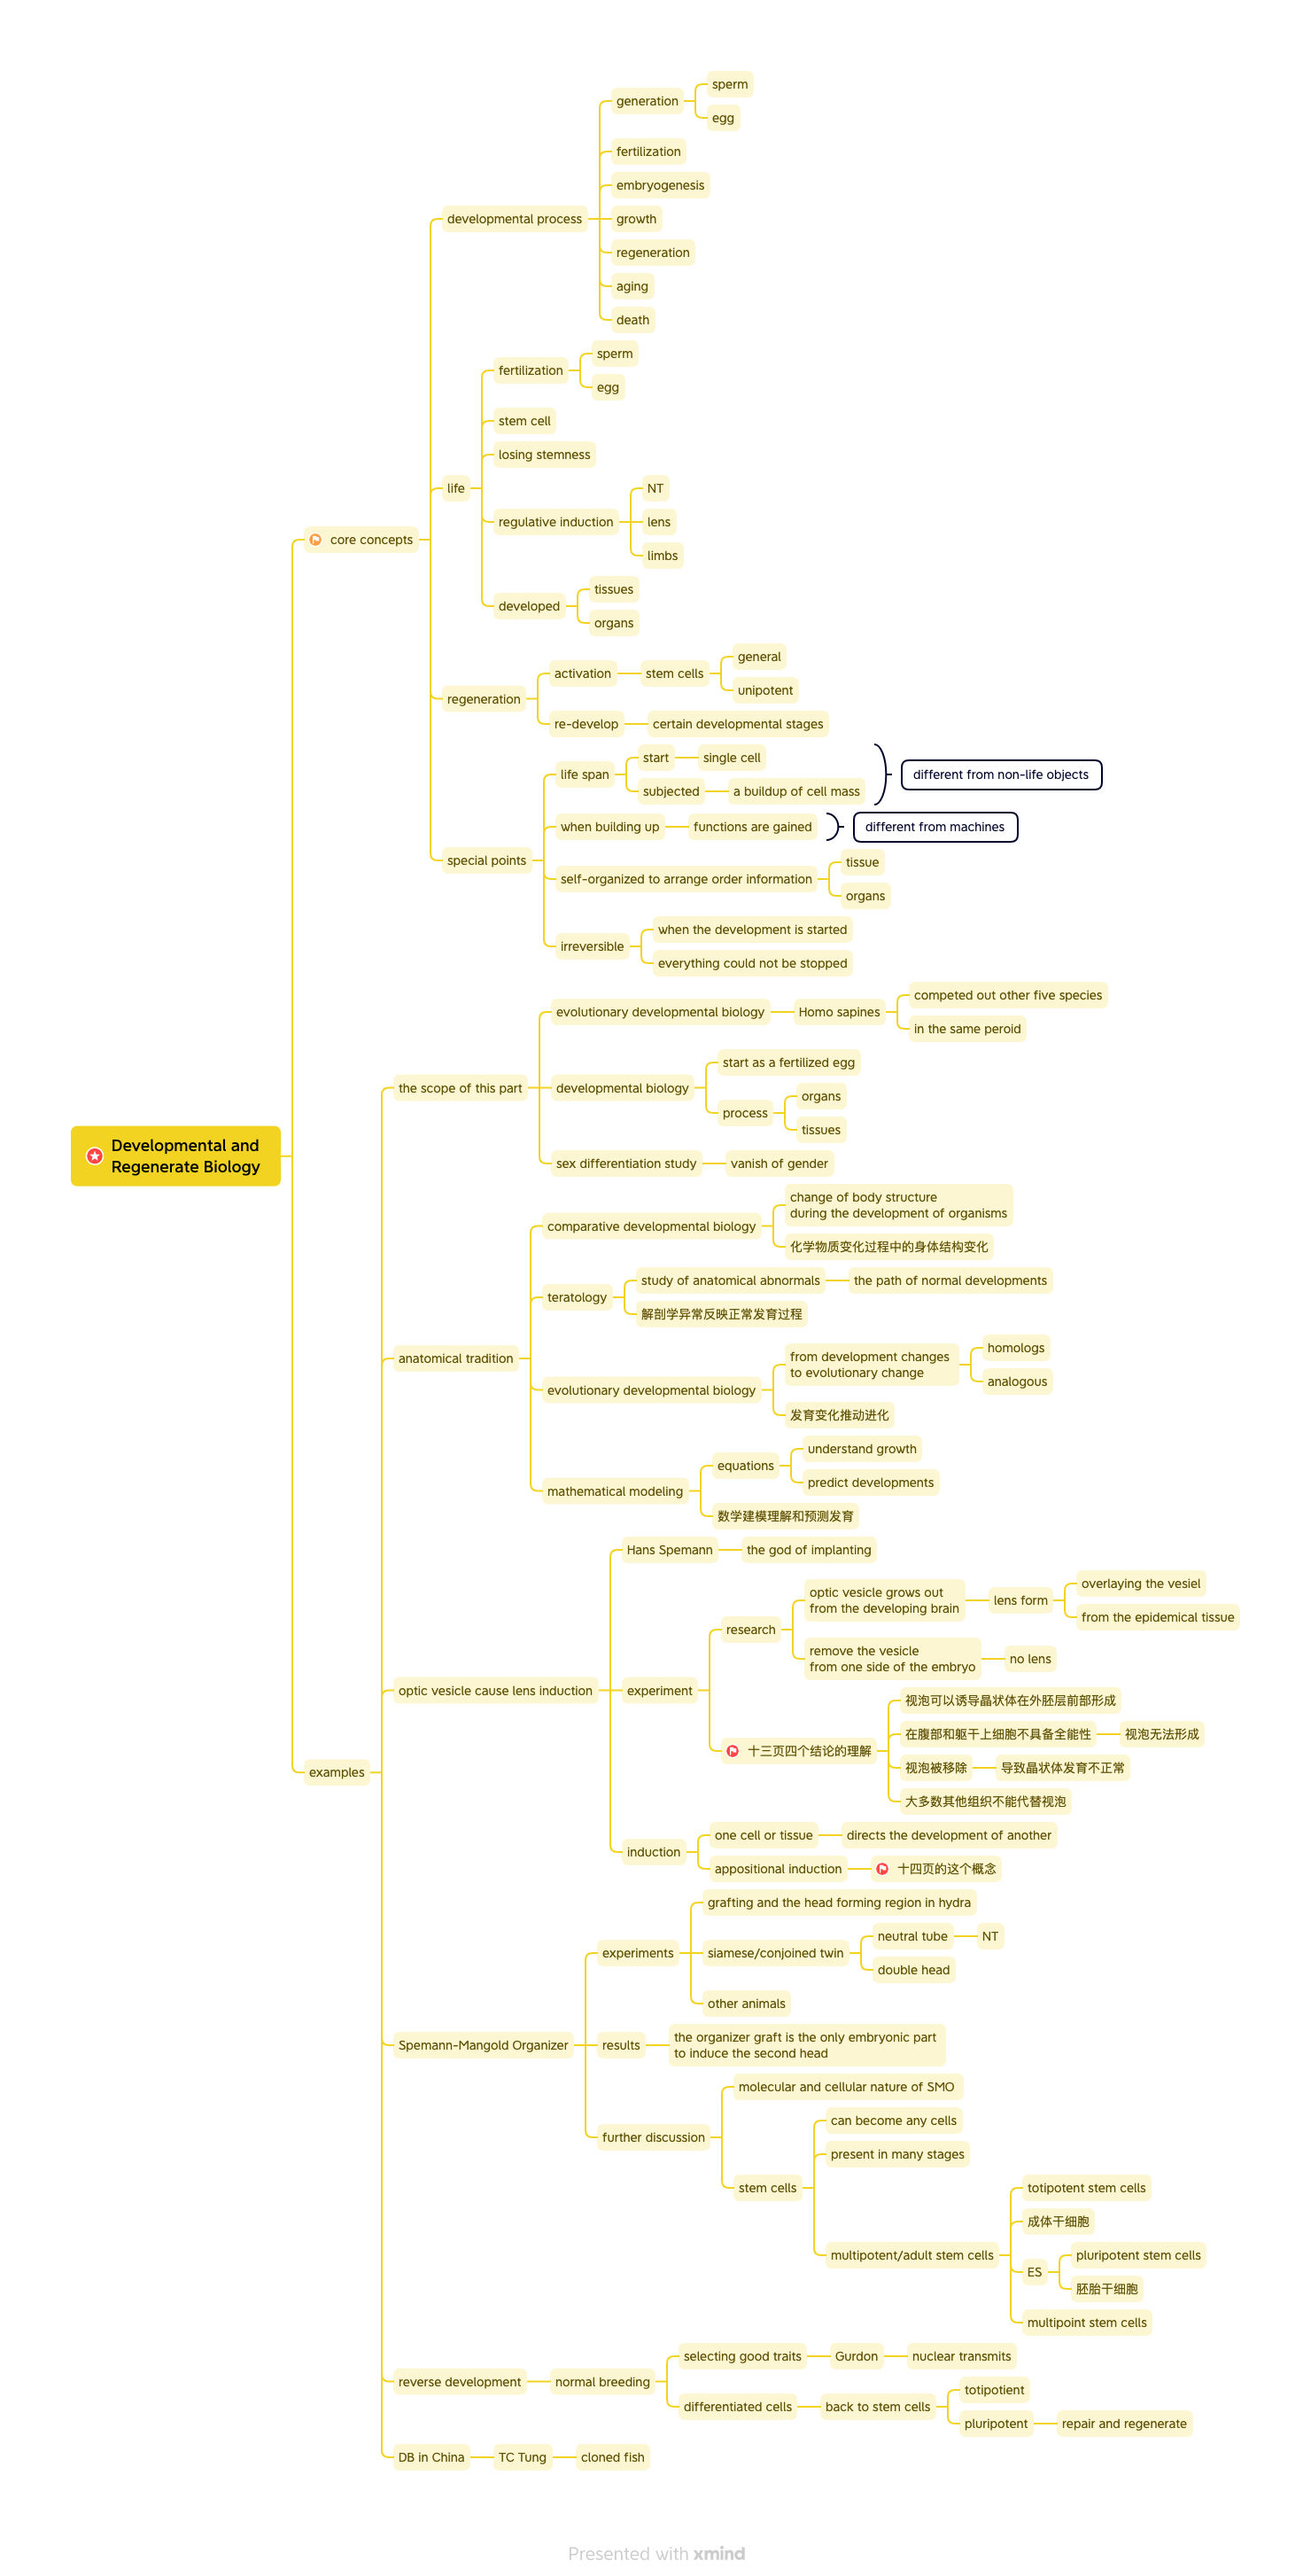 Developmental and
Regenerate Biology
core concepts
developmental process
generation
sperm
egg
fertilization
embryogenesis
growth
regeneration
aging
death
life
fertilization
sperm
egg
stem cell
losing stemness
regulative induction
NT
lens
limbs
developed
tissues
organs
regeneration
activation
stem cells
general
unipotent
re-develop
certain developmental stages
special points
life span
start
single cell
subjected
a buildup of cell mass
different from non-life objects
when building up
functions are gained
different from machines
self-organized to arrange order information
tissue
organs
irreversible
when the development is started
everything could not be stopped
examples
the scope of this part
evolutionary developmental biology
Homo sapines
competed out other five species
in the same peroid
developmental biology
start as a fertilized egg
process
organs
tissues
sex differentiation study
vanish of gender
anatomical tradition
comparative developmental biology
change of body structure
during the development of organisms
化学物质变化过程中的身体结构变化
teratology
study of anatomical abnormals
the path of normal developments
解剖学异常反映正常发育过程
evolutionary developmental biology
from development changes
to evolutionary change
homologs
analogous
发育变化推动进化
mathematical modeling
equations
understand growth
predict developments
数学建模理解和预测发育
optic vesicle cause lens induction
Hans Spemann
the god of implanting
experiment
research
optic vesicle grows out
from the developing brain
lens form
overlaying the vesiel
from the epidemical tissue
remove the vesicle
from one side of the embryo
no lens
十三页四个结论的理解
视泡可以诱导晶状体在外胚层前部形成
在腹部和躯干上细胞不具备全能性
视泡无法形成
视泡被移除
导致晶状体发育不正常
大多数其他组织不能代替视泡
induction
one cell or tissue
directs the development of another
appositional induction
十四页的这个概念
Spemann-Mangold Organizer
experiments
grafting and the head forming region in hydra
siamese/conjoined twin
neutral tube
NT
double head
other animals
results
the organizer graft is the only embryonic part
to induce the second head
further discussion
molecular and cellular nature of SMO
stem cells
can become any cells
present in many stages
multipotent/adult stem cells
totipotent stem cells
成体干细胞
ES
pluripotent stem cells
胚胎干细胞
multipoint stem cells
reverse development
normal breeding
selecting good traits
Gurdon
nuclear transmits
differentiated cells
back to stem cells
totipotient
pluripotent
repair and regenerate
DB in China
TC Tung
cloned fish
Presented with xmind